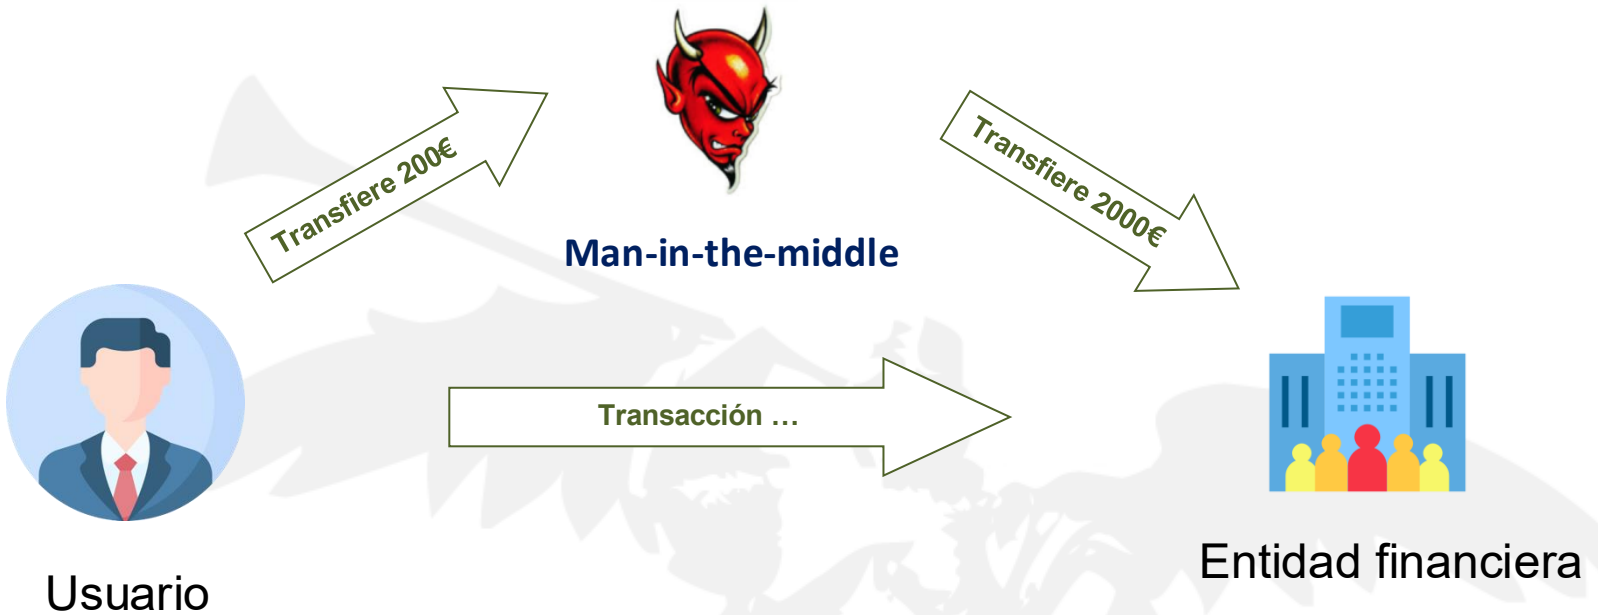 Transfiere 200€
Transfiere 2000€
Man-in-the-middle
Transacción …
Usuario
Entidad financiera